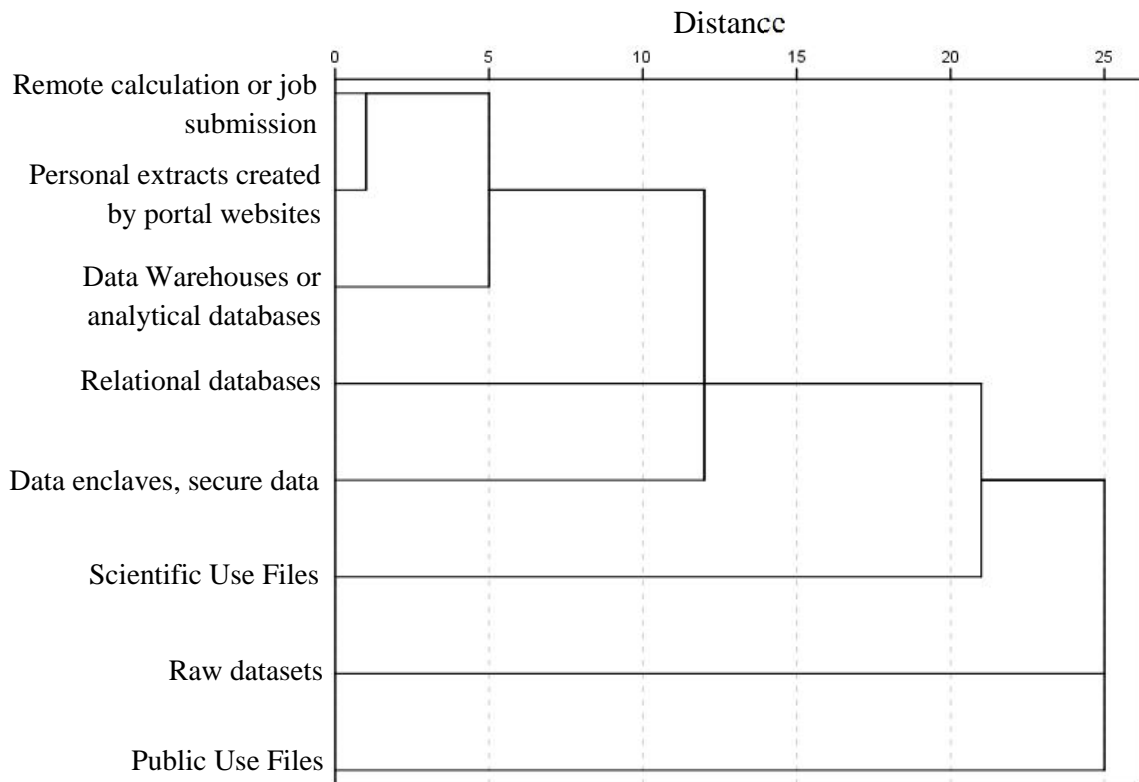 Distance
0 5 10 15 20 25
Remote calculation or job
submission
Personal extracts created
by portal websites
Data Warehouses or
analytical databases
Relational databases
Data enclaves, secure data
Scientific Use Files
Raw datasets
Public Use Files